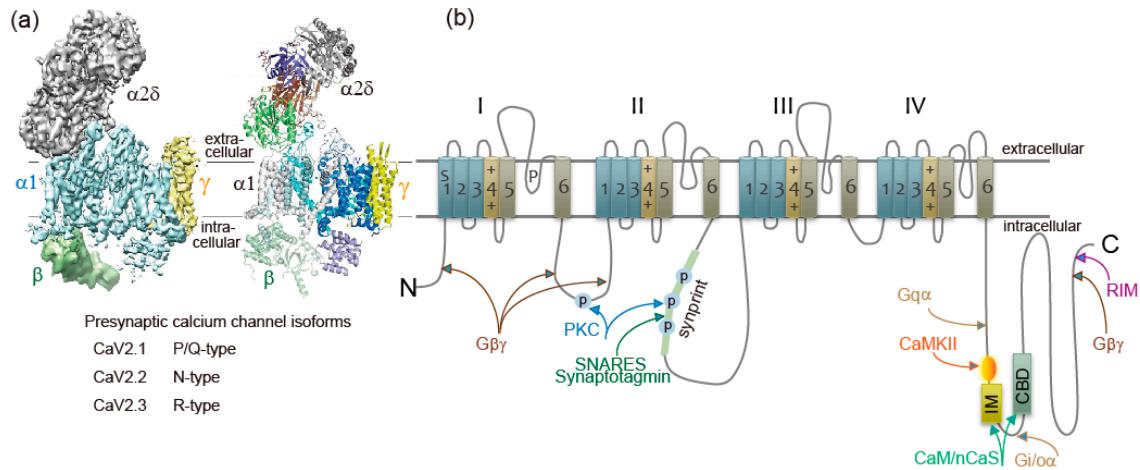 (a)
α2δ
α1
γ
β
extra-
cellular
intra-
cellular
α2δ
α1
γ
β
Presynaptic calcium channel isoforms
CaV2.1 P/Q-type
CaV2.2 N-type
CaV2.3 R-type
(b)
I II III IV
extracellular
intracellular
S
1 2 3 +4+ 5 P 6
1 2 3 +4+ 5 6
1 2 3 +4+ 5 6
1 2 3 +4+ 5 6
N
C
p
p
p
synprint
Gβγ
PKC
SNARES
Synaptotagmin
Gqα
CaMKII
IM
CBD
CaM/nCaS
Gi/oα
RIM
Gβγ